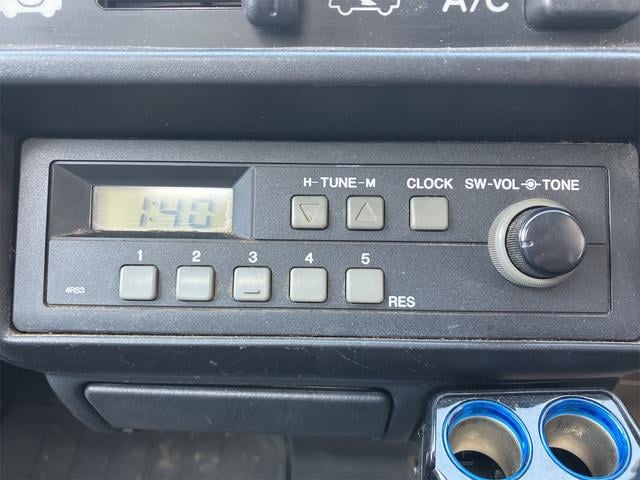 A/C
H-TUNE-M CLOCK SW-VOL TONE
1:40
1 2 3 4 5
4RS3
RES